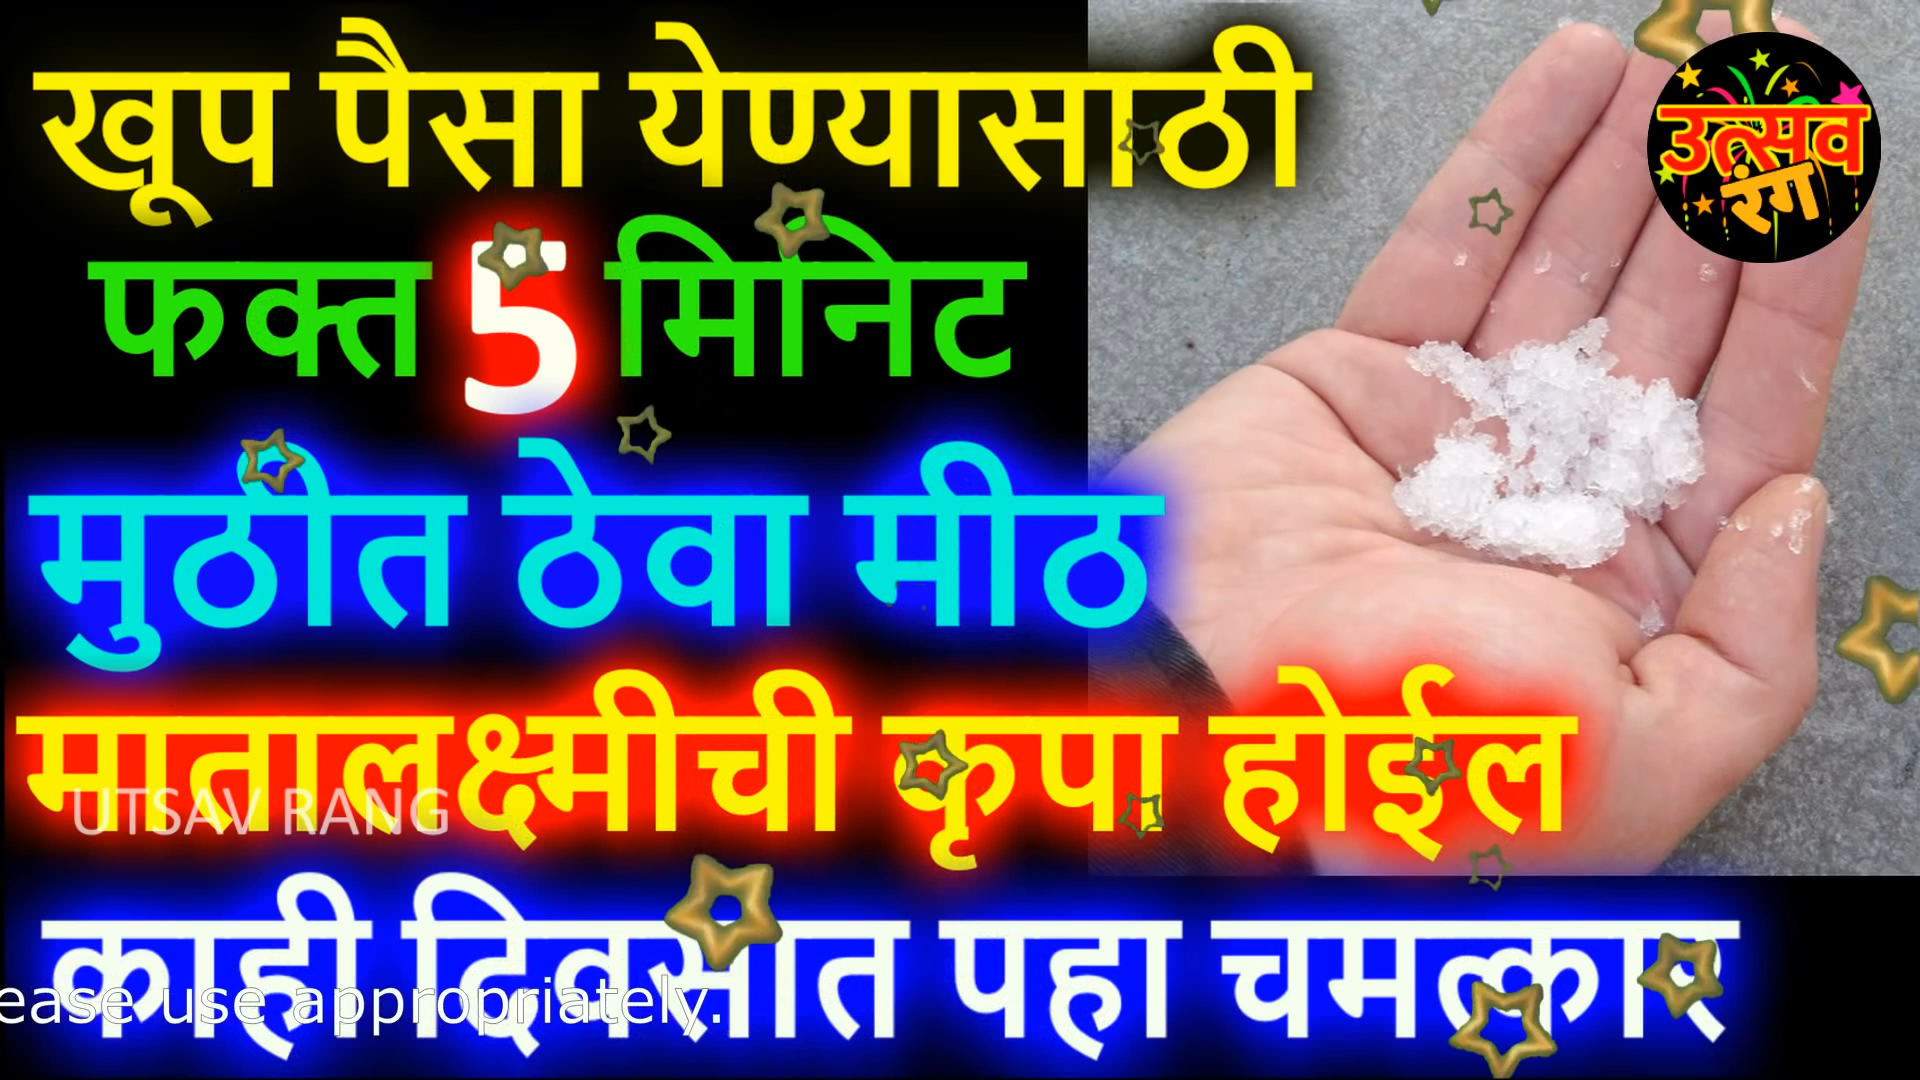 खूप पैसा येण्यासाठी
उत्सव
रंग
फक्त 5 मिनिट
मुठीत ठेवा मीठ
मातालक्ष्मीची कृपा होईल
UTSAV RANG
काही दिवसात पहा चमत्कार
ease use appropriately.